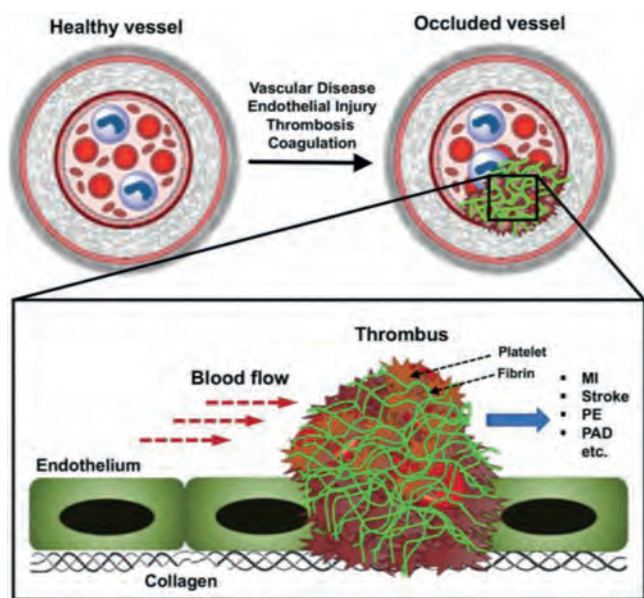 Healthy vessel
Occluded vessel
Vascular Disease
Endothelial Injury
Thrombosis
Coagulation
Thrombus
Platelet
Fibrin
Blood flow
▪ MI
▪ Stroke
▪ PE
▪ PAD
etc.
Endothelium
Collagen